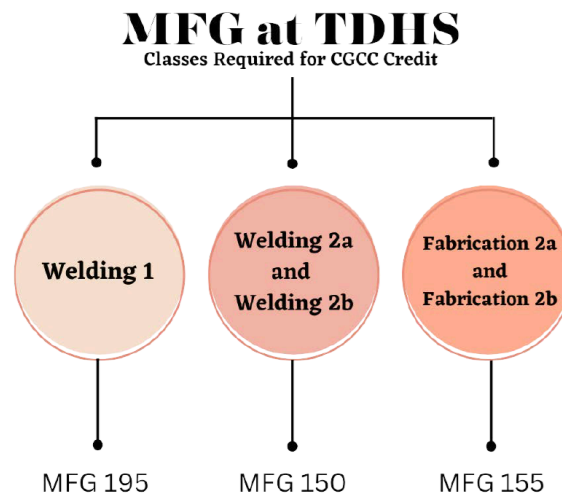 MFG at TDHS
Classes Required for CGCC Credit
Welding 1
Welding 2a
and
Welding 2b
Fabrication 2a
and
Fabrication 2b
MFG 195
MFG 150
MFG 155